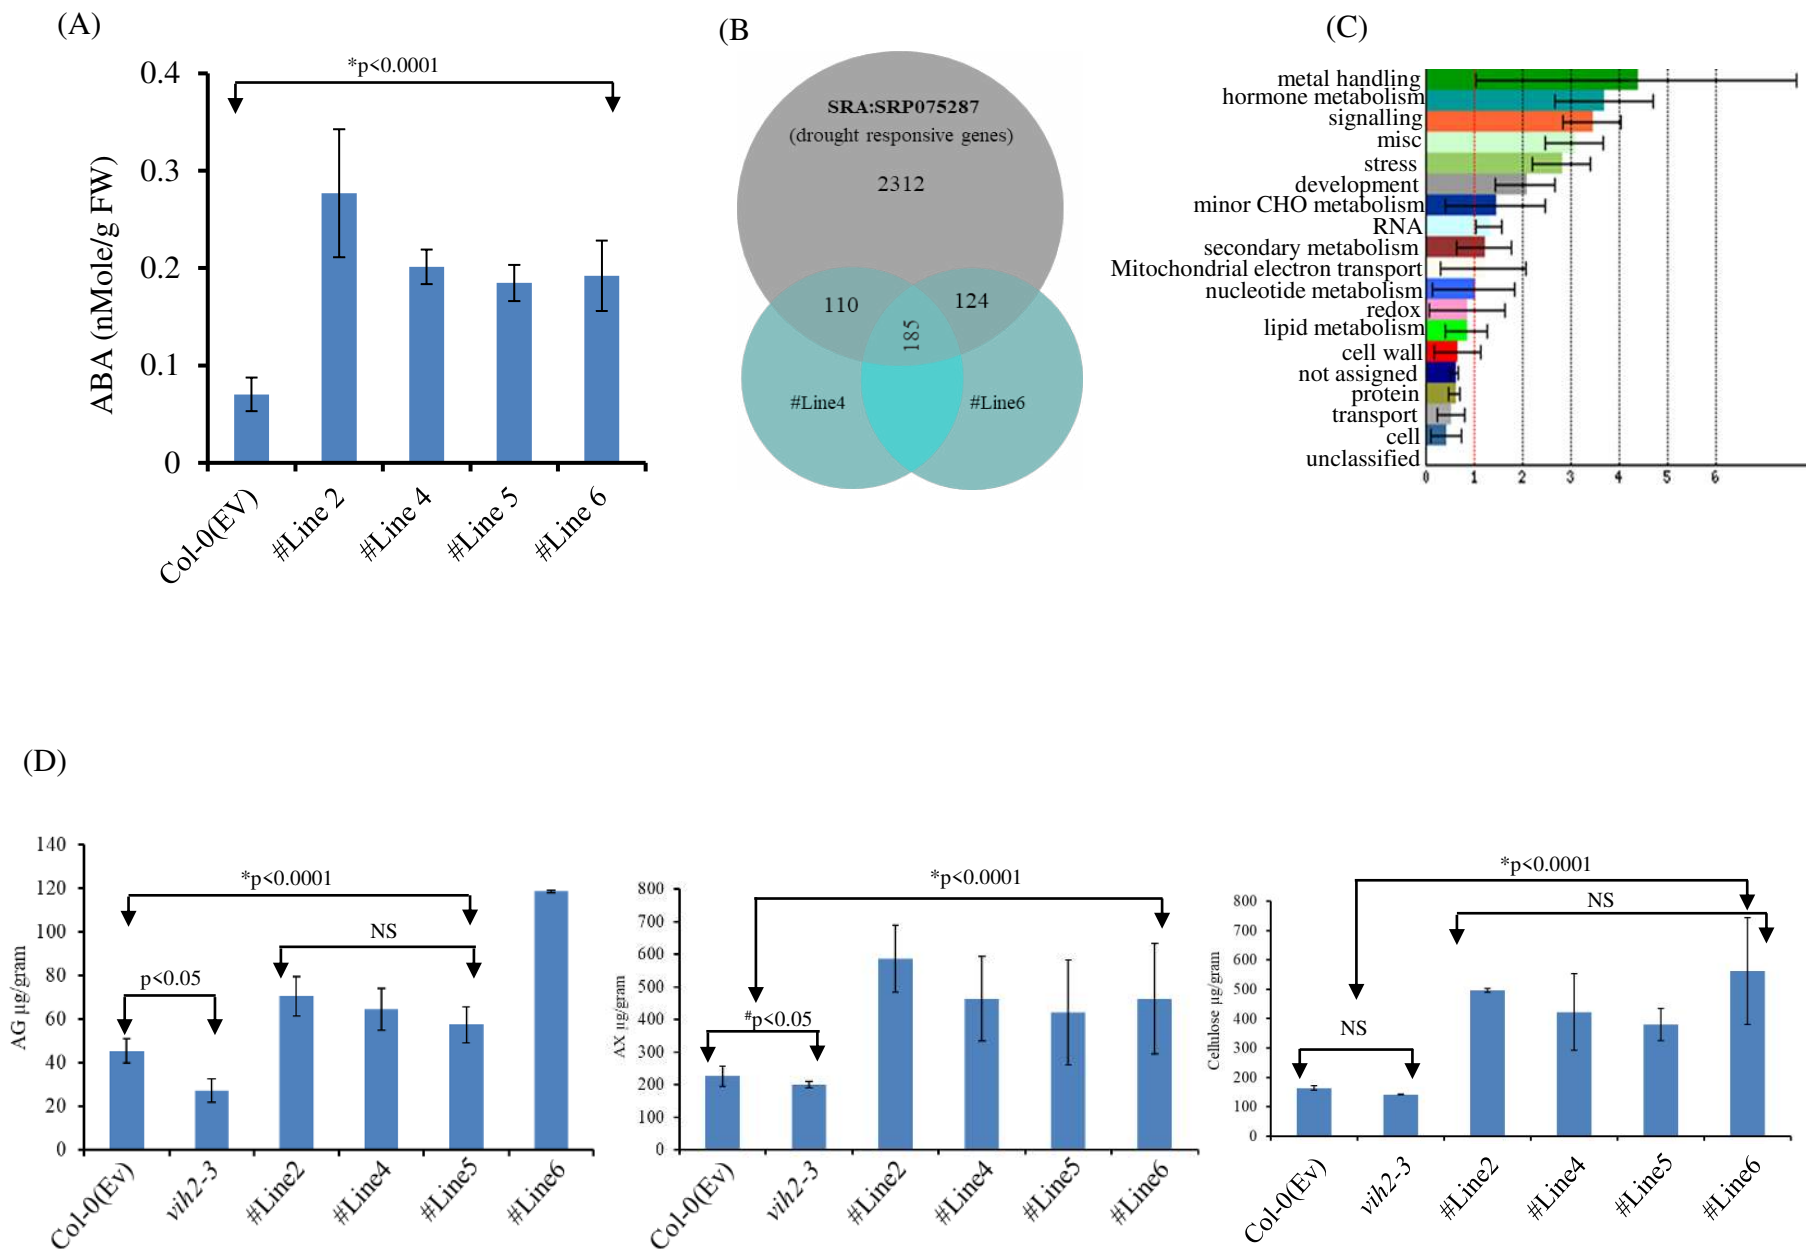 (A)
*p<0.0001
ABA (nMole/g FW)
0.4
0.3
0.2
0.1
0
Col-0(EV)
#Line 2
#Line 4
#Line 5
#Line 6
(B)
SRA:SRP075287
(drought responsive genes)
2312
110
124
185
#Line4
#Line6
(C)
metal handling
hormone metabolism
signalling
misc
stress
development
minor CHO metabolism
RNA
secondary metabolism
Mitochondrial electron transport
nucleotide metabolism
redox
lipid metabolism
cell wall
not assigned
protein
transport
cell
unclassified
0 1 2 3 4 5 6
(D)
AG µg/gram
140
120
100
80
60
40
20
0
*p<0.0001
NS
p<0.05
Col-0(Ev)
vih2-3
#Line2
#Line4
#Line5
#Line6
AX µg/gram
800
700
600
500
400
300
200
100
0
*p<0.0001
#p<0.05
Col-0(Ev)
vih2-3
#Line2
#Line4
#Line5
#Line6
Cellulose µg/gram
800
700
600
500
400
300
200
100
0
*p<0.0001
NS
NS
Col-0(Ev)
vih2-3
#Line2
#Line4
#Line5
#Line6